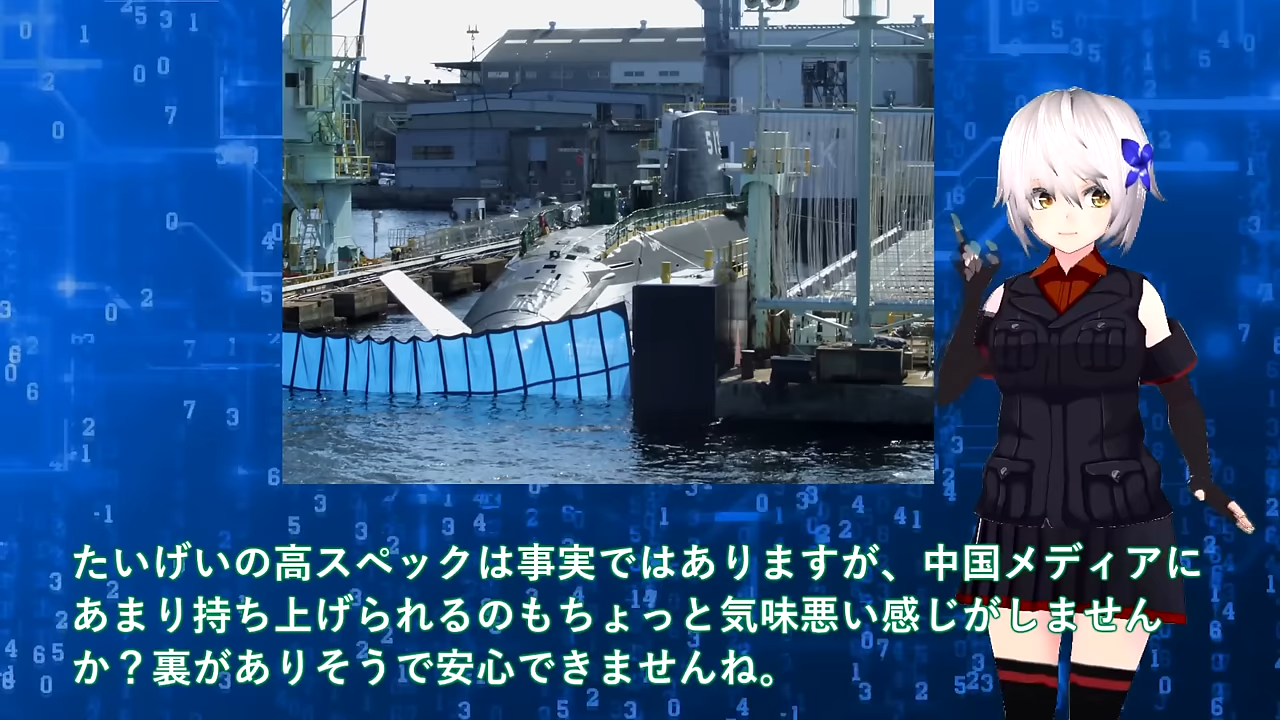 たいげいの高スペックは事実ではありますが、中国メディアに
あまり持ち上げられるのもちょっと気味悪い感じがしません
か？裏がありそうで安心できませんね。